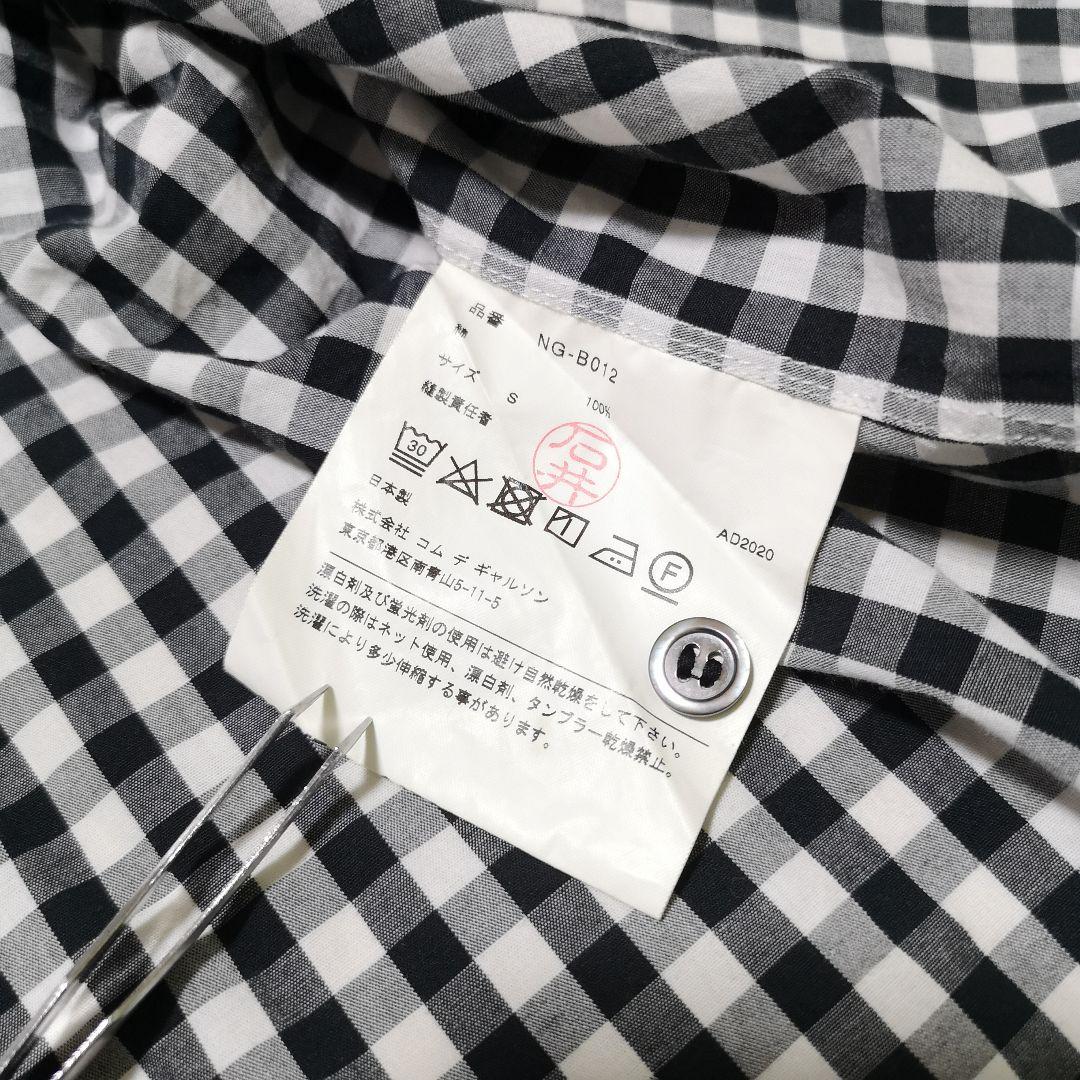 品番 NG-B012
綿 100%
サイズ S
縫製責任者 石井
30
F
日本製 AD2020
株式会社 コム デ ギャルソン
東京都港区南青山5-11-5
漂白剤及び蛍光剤の使用は避け自然乾燥をして下さい。
洗濯の際はネット使用、漂白剤、タンブラー乾燥禁止。
洗濯により多少伸縮する事があります。